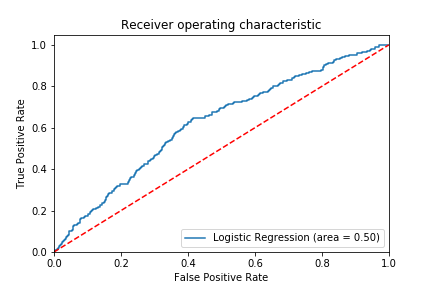 Receiver operating characteristic
1.0
0.8
0.6
0.4
0.2
0.0
True Positive Rate
Logistic Regression (area = 0.50)
0.0 0.2 0.4 0.6 0.8 1.0
False Positive Rate